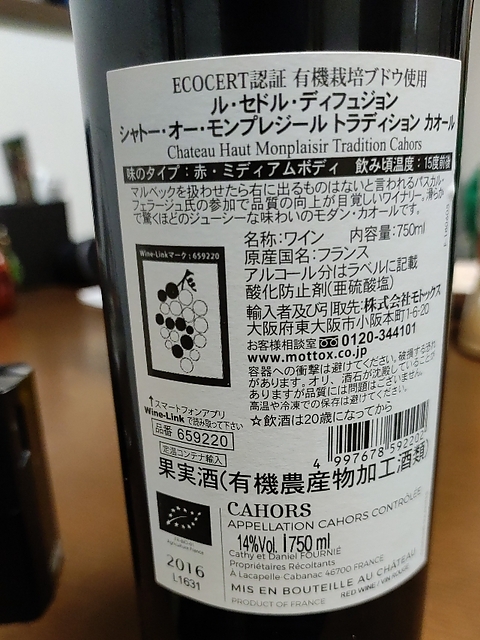 ECOCERT認証 有機栽培ブドウ使用
ル・セドル・ディフュジョン
シャトー・オー・モンプレジール トラディション カオール
Chateau Haut Monplaisir Tradition Cahors
味のタイプ：赤・ミディアムボディ 飲み頃温度：15度前後
マルベックを扱わせたら右に出るものはないと言われるパスカル・
フェラージュ氏の参加で品質の向上が目覚しいワイナリー。滑らか
で驚くほどのジューシーな味わいのモダン・カオールです。
Wine-Linkマーク：659220
名称：ワイン 内容量：750ml
原産国名：フランス
アルコール分はラベルに記載
酸化防止剤(亜硫酸塩)
輸入者及び引取先：株式会社モトックス
大阪府東大阪市小阪本町1-6-20
お客様相談室 0120-344101
www.mottox.co.jp
容器への衝撃は避けてください。破損する恐れ
があります。オリ、酒石が沈殿していることが
ありますが品質には問題はございません。
高温や冷凍での保存は避けてください。
↑スマートフォンアプリ
Wine-Linkで読み取って下さい
☆飲酒は20歳になってから
品番 659220
定温コンテナ輸入
4 997678 592202
果実酒(有機農産物加工酒類)
CAHORS
APPELLATION CAHORS CONTRÔLÉE
14%Vol. 750 ml
Cathy et Daniel FOURNIÉ
Propriétaires Récoltants
À Lacapelle-Cabanac 46700 FRANCE
MIS EN BOUTEILLE AU CHÂTEAU
RED WINE / VIN ROUGE
PRODUCT OF FRANCE
Agriculture France
2016
L1631